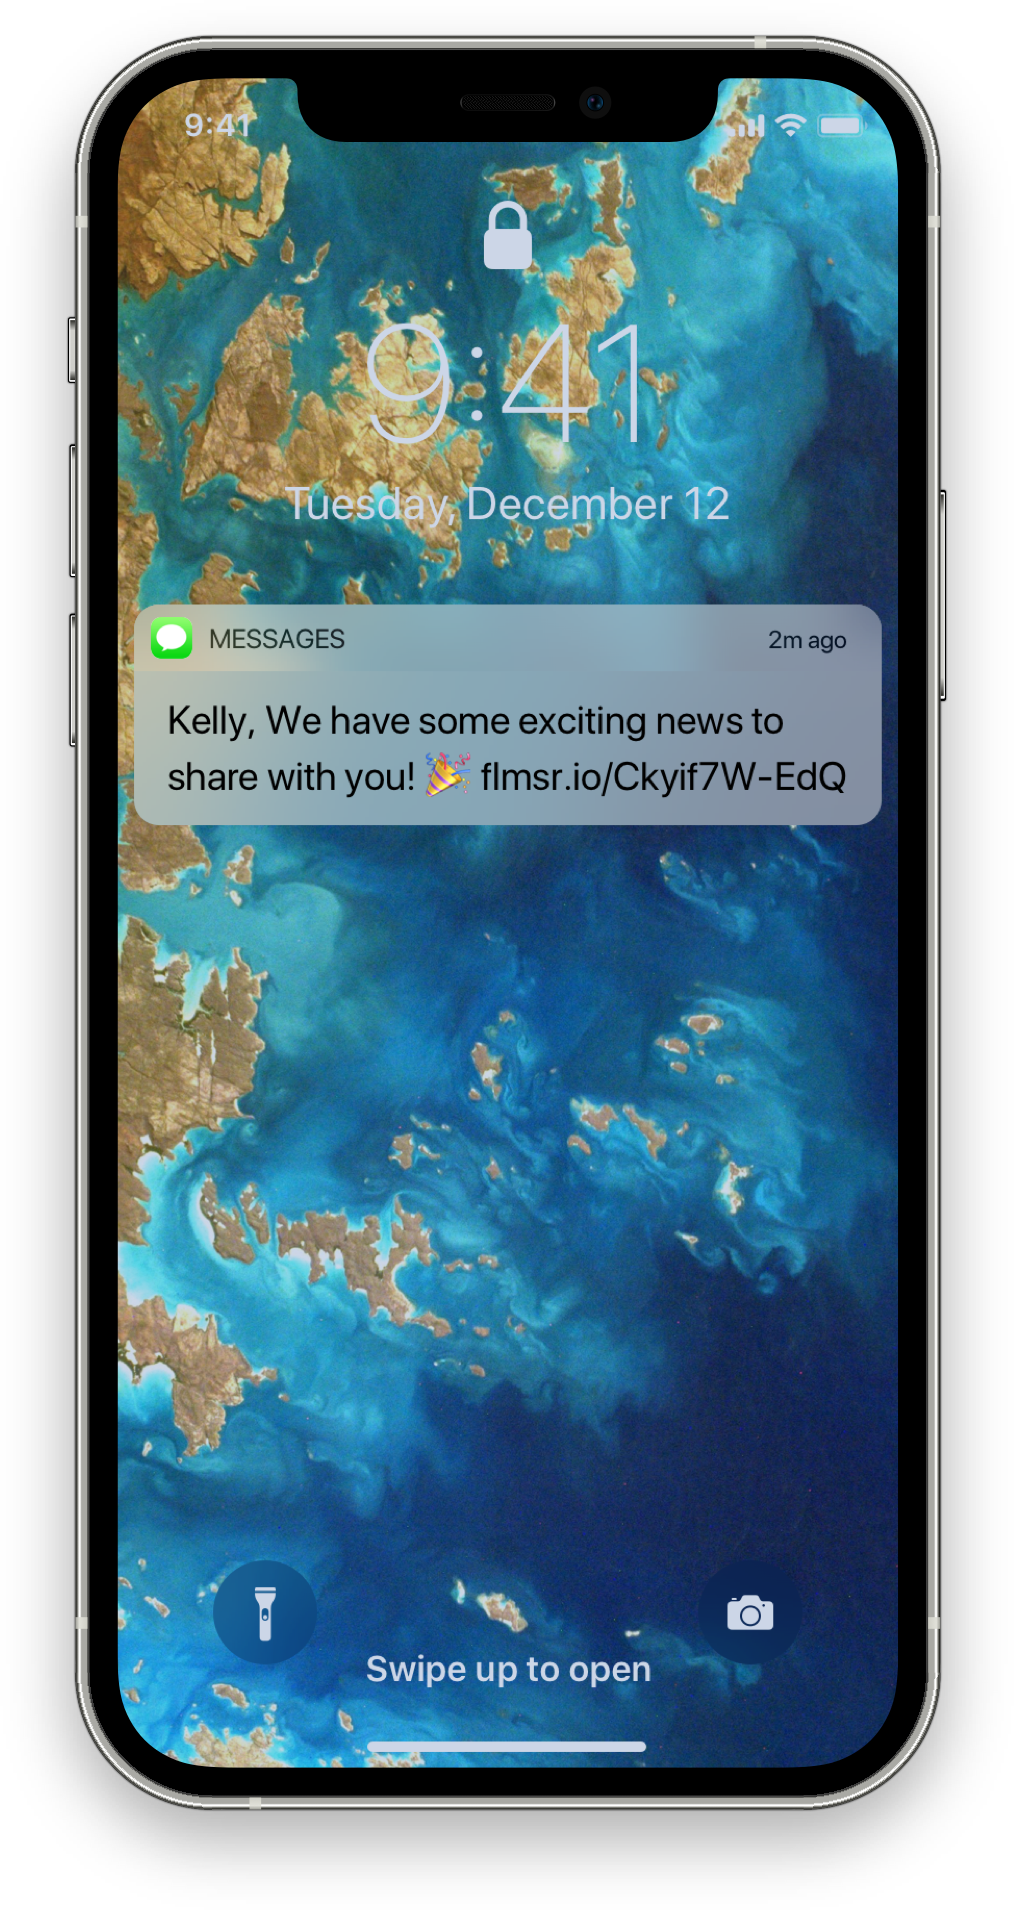 9:41
9:41
Tuesday, December 12
MESSAGES 2m ago
Kelly, We have some exciting news to
share with you! 🎉 flmsr.io/Ckyif7W-EdQ
Swipe up to open